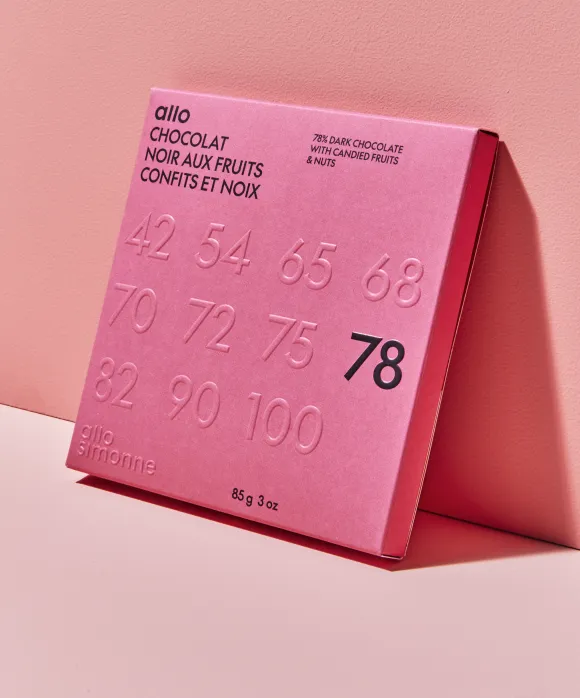 allo
CHOCOLAT
NOIR AUX FRUITS
CONFITS ET NOIX
78% DARK CHOCOLATE
WITH CANDIED FRUITS
& NUTS
42 54 65 68
70 72 75 78
82 90 100
allo
simonne
85 g 3 oz